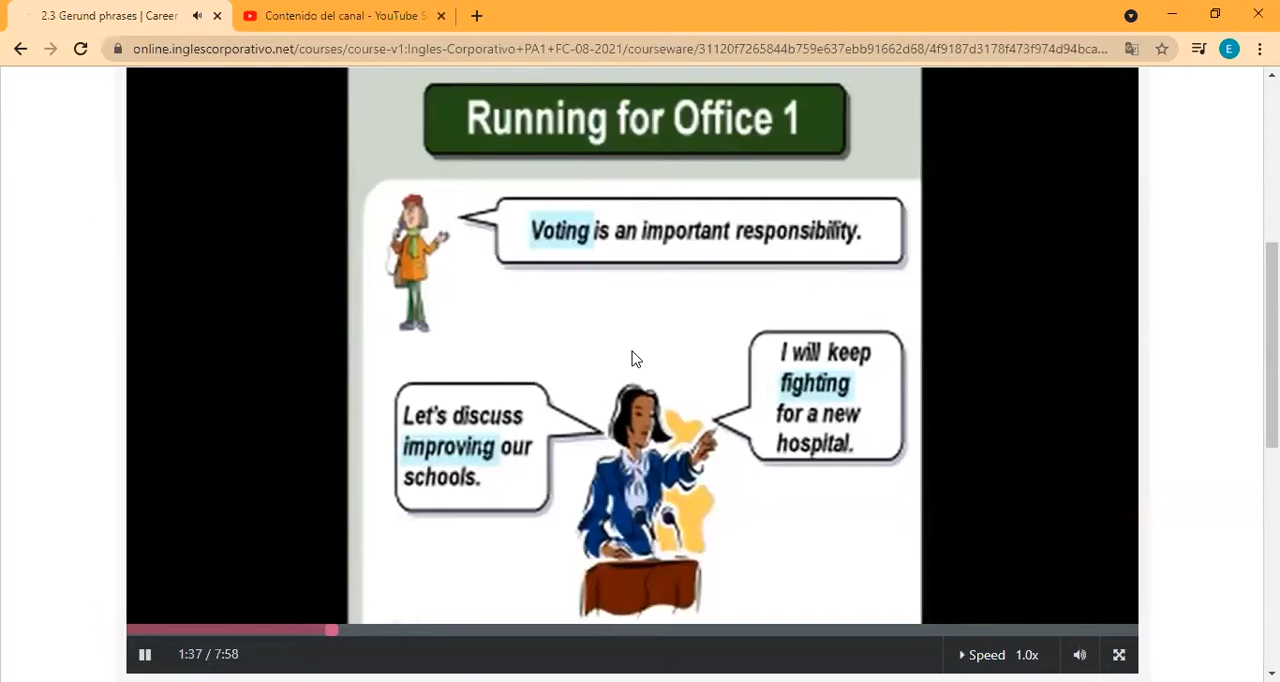 2.3 Gerund phrases | Career
Contenido del canal - YouTube S
online.inglescorporativo.net/courses/course-v1:Ingles-Corporativo+PA1+FC-08-2021/courseware/31120f7265844b759e637ebb91662d68/4f9187d3178f473f974d94bca...
E
Running for Office 1
Voting is an important responsibility.
I will keep
fighting
for a new
hospital.
Let's discuss
improving our
schools.
1:37 / 7:58
Speed 1.0x